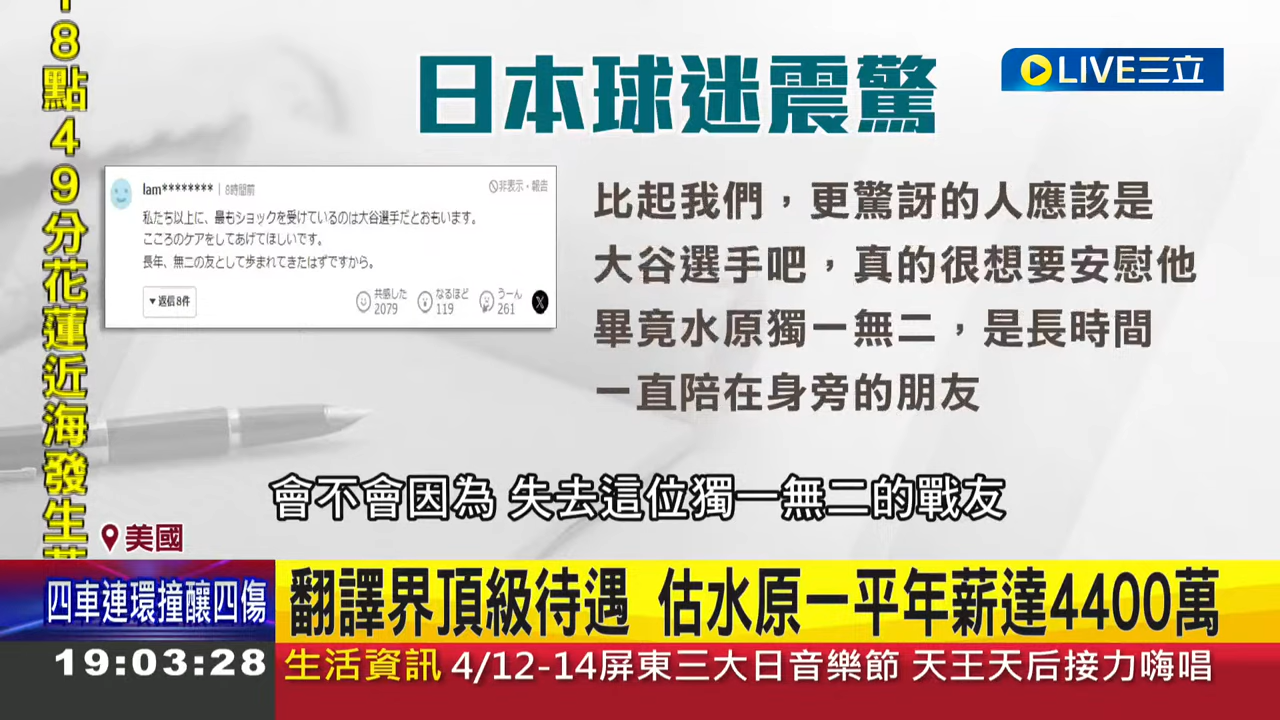 8點49分花蓮近海發生
LIVE三立
日本球迷震驚
lam******** | 8時間前
非表示・報告
私たち以上に、最もショックを受けているのは大谷選手だとおもいます。
こころのケアをしてあげてほしいです。
長年、無二の友として歩まれてきたはずですから。
返信8件
共感した 2079
なるほど 119
うーん 261
比起我們，更驚訝的人應該是
大谷選手吧，真的很想要安慰他
畢竟水原獨一無二，是長時間
一直陪在身旁的朋友
會不會因為 失去這位獨一無二的戰友
美國
四車連環撞釀四傷
翻譯界頂級待遇 估水原一平年薪達4400萬
19:03:28
生活資訊 4/12-14屏東三大日音樂節 天王天后接力嗨唱